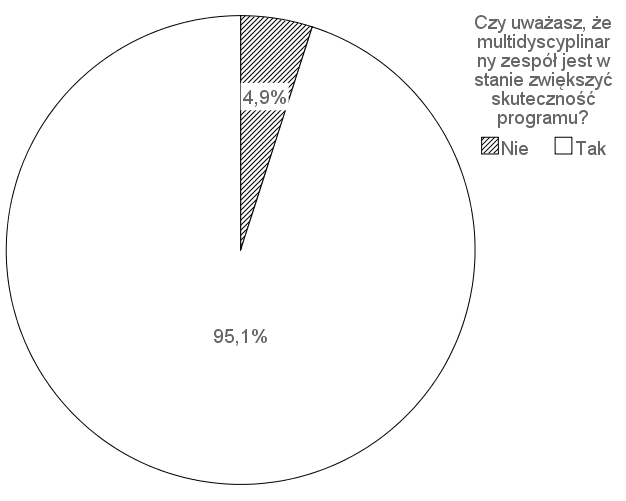 Czy uważasz, że
multidyscyplinar
ny zespół jest w
stanie zwiększyć
skuteczność
programu?
Nie Tak
4,9%
95,1%